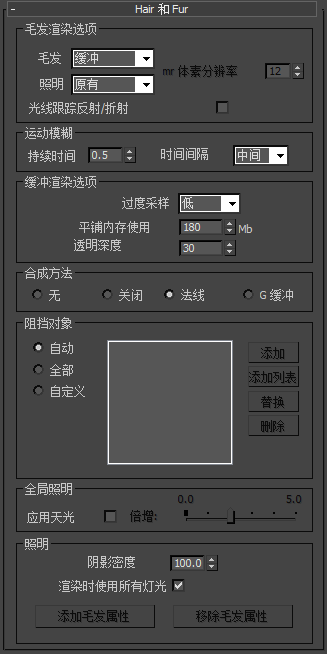 - Hair 和 Fur
毛发渲染选项
毛发 缓冲 mr 体素分辨率 12
照明 原有
光线跟踪反射/折射
运动模糊
持续时间 0.5 时间间隔 中间
缓冲渲染选项
过度采样 低
平铺内存使用 180 Mb
透明深度 30
合成方法
无 关闭 法线 G 缓冲
阻挡对象
自动
全部
自定义
添加
添加列表
替换
删除
全局照明
0.0 5.0
应用天光 倍增:
照明
阴影密度 100.0
渲染时使用所有灯光
添加毛发属性 移除毛发属性